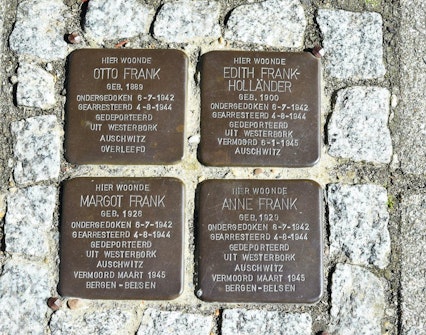 HIER WOONDE
OTTO FRANK
GEB. 1889
ONDERGEDOKEN 6-7-1942
GEARRESTEERD 4-8-1944
GEDEPORTEERD
UIT WESTERBORK
AUSCHWITZ
OVERLEEFD
HIER WOONDE
EDITH FRANK-
HOLLÄNDER
GEB. 1900
ONDERGEDOKEN 6-7-1942
GEARRESTEERD 4-8-1944
GEDEPORTEERD
UIT WESTERBORK
VERMOORD 6-1-1945
AUSCHWITZ
HIER WOONDE
MARGOT FRANK
GEB. 1926
ONDERGEDOKEN 6-7-1942
GEARRESTEERD 4-8-1944
GEDEPORTEERD
UIT WESTERBORK
AUSCHWITZ
VERMOORD MAART 1945
BERGEN-BELSEN
HIER WOONDE
ANNE FRANK
GEB. 1929
ONDERGEDOKEN 6-7-1942
GEARRESTEERD 4-8-1944
GEDEPORTEERD
UIT WESTERBORK
AUSCHWITZ
VERMOORD MAART 1945
BERGEN-BELSEN